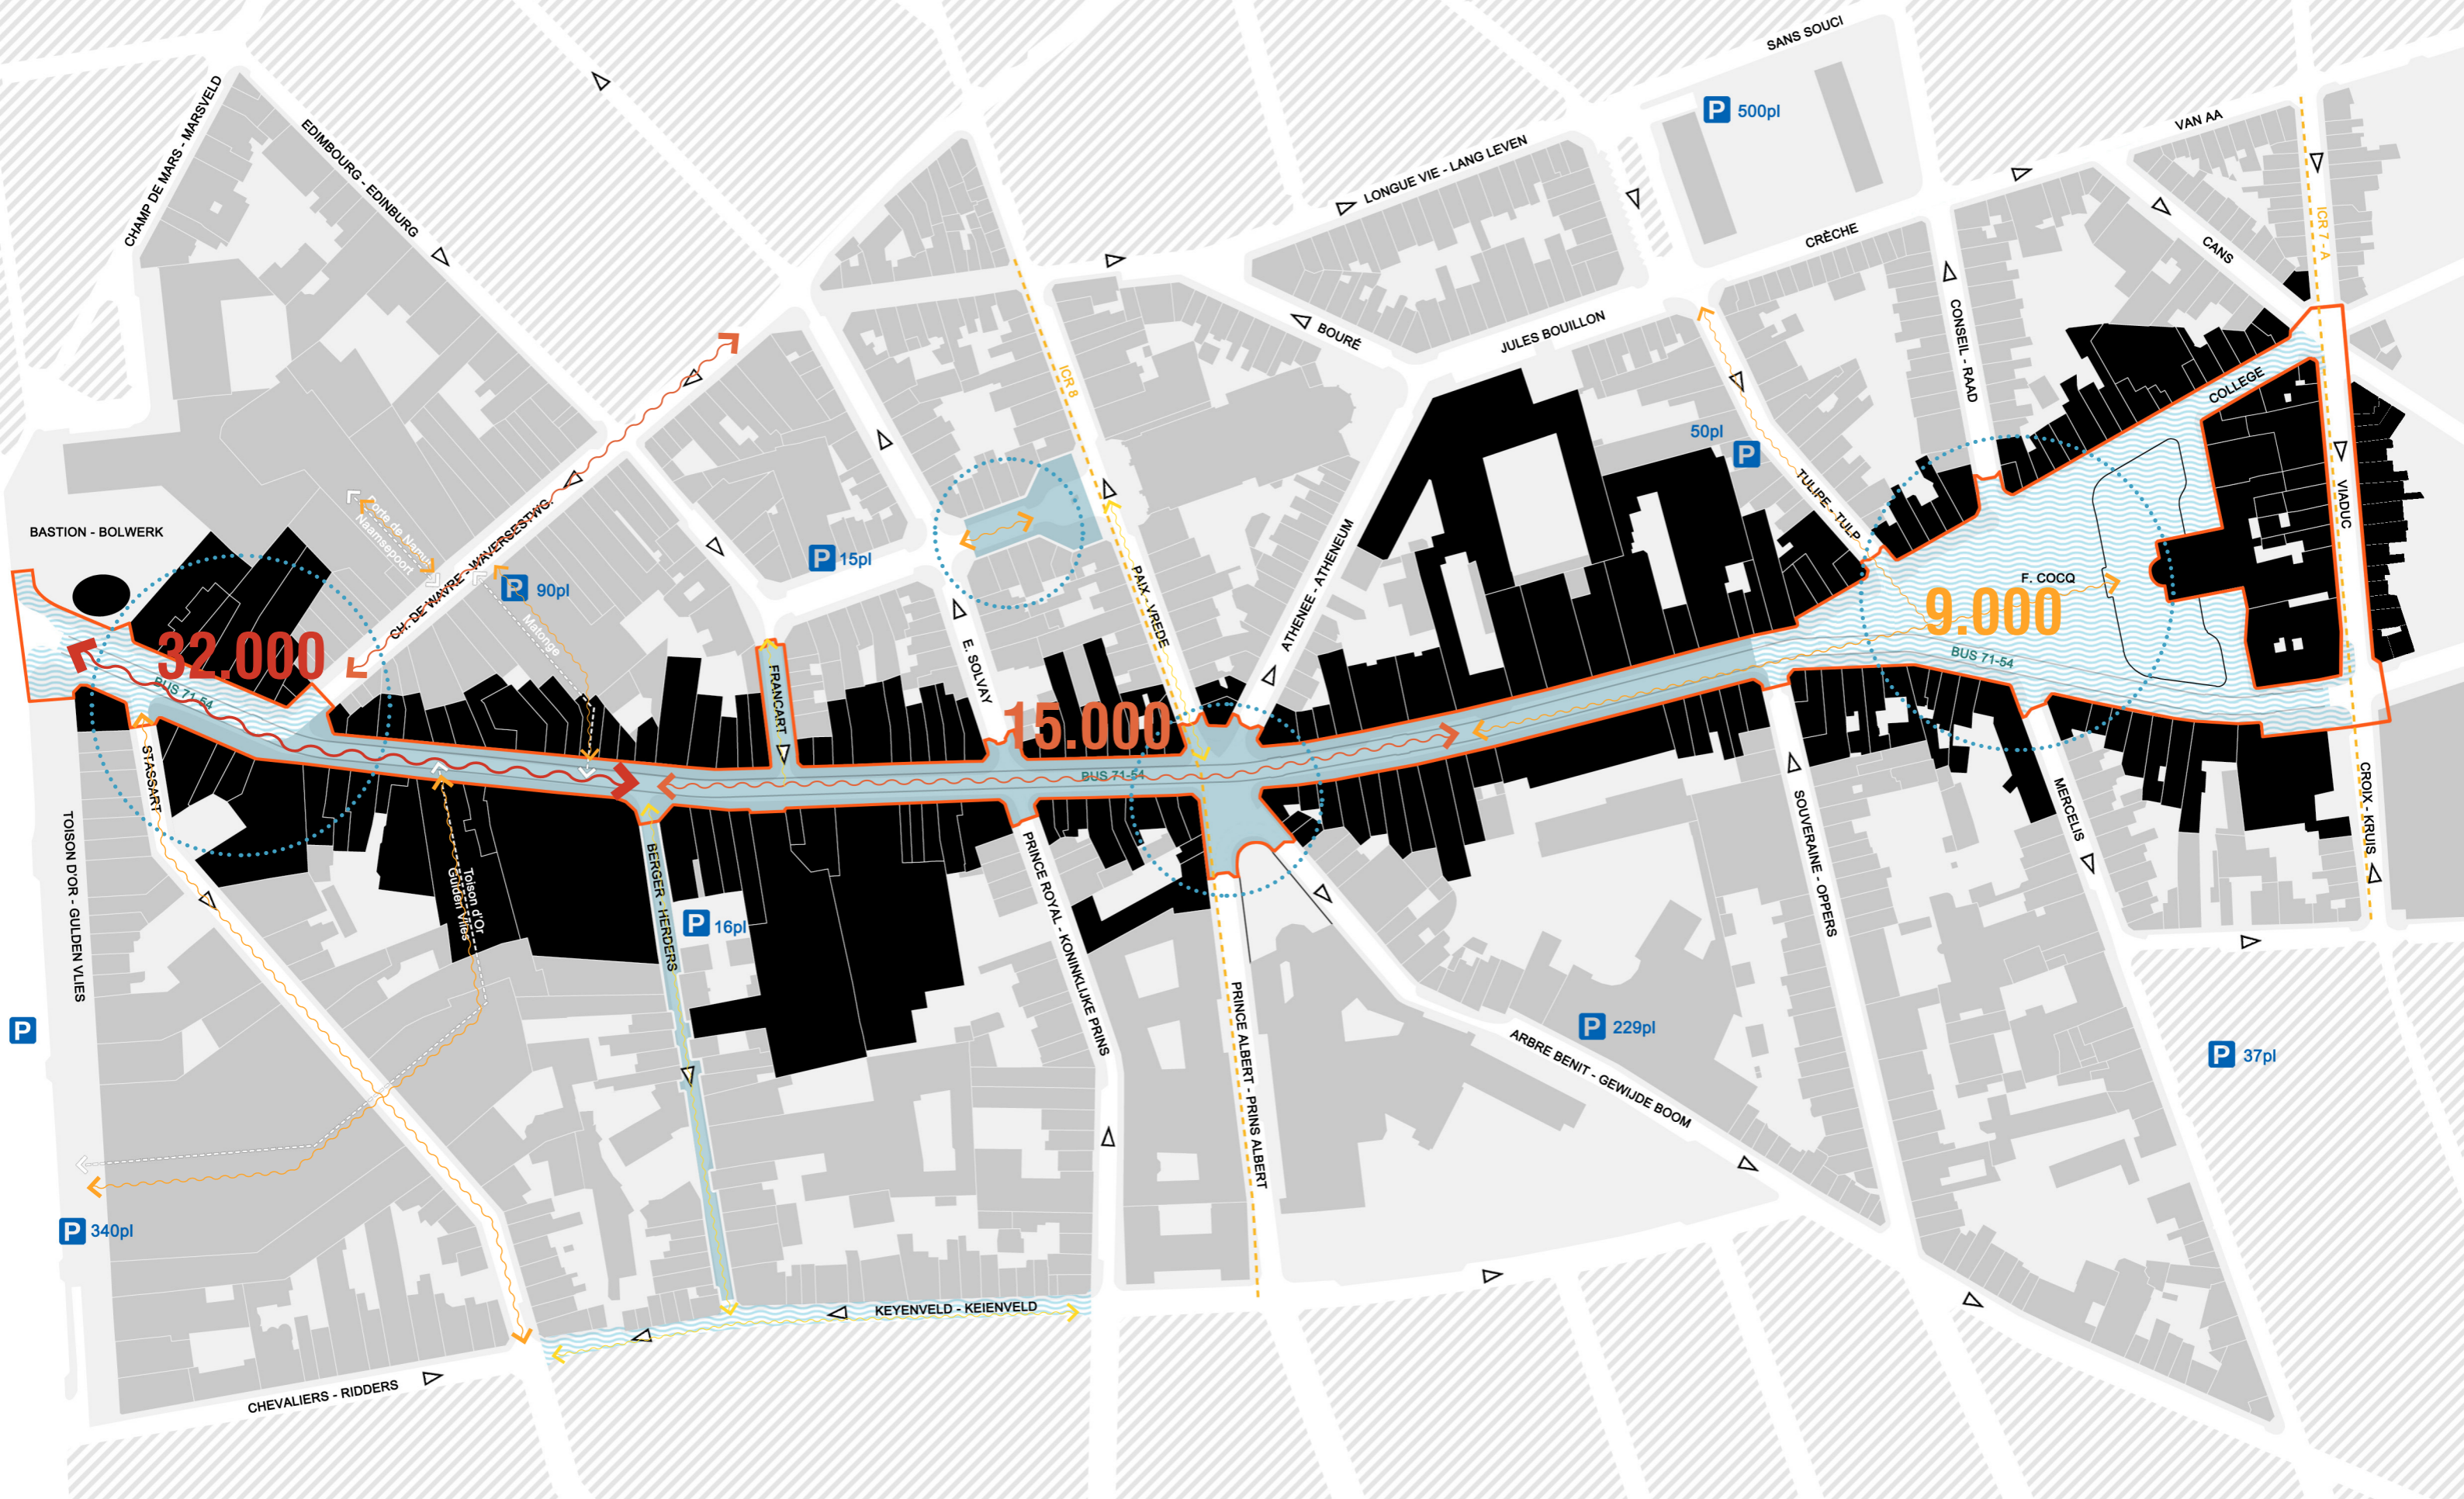 SANS SOUCI
CHAMP DE MARS - MARSVELD
EDIMBOURG - EDINBURG
P 500pl
VAN AA
LONGUE VIE - LANG LEVEN
ICR 7 - A
CRÈCHE
CANS
BOURÉ
JULES BOUILLON
CONSEIL - RAAD
ICR 8
COLLEGE
50pl
P
TULIPE - TULP
VIADUC
BASTION - BOLWERK
Porte de Namur
Naamsepoort
CH. DE WAVRE - WAVERSESTWG.
P 90pl
Matonge
P 15pl
ATHENEE - ATHENEUM
PAIX - VREDE
F. COCQ
9.000
BUS 71-54
32.000
BUS 71-54
FRANCART
E. SOLVAY
15.000
BUS 71-54
STASSART
TOISON D'OR - GULDEN VLIES
Toison d'Or
Gulden Vlies
BERGER - HERDERS
P 16pl
PRINCE ROYAL - KONINKLIJKE PRINS
SOUVERAINE - OPPERS
MERCELIS
CROIX - KRUIS
P
PRINCE ALBERT - PRINS ALBERT
P 229pl
ARBRE BENIT - GEWIJDE BOOM
P 37pl
P 340pl
KEYENVELD - KEIENVELD
CHEVALIERS - RIDDERS